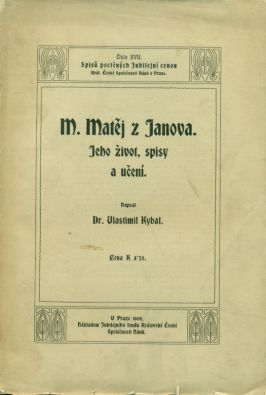 Číslo XVII.
Spisů poctěných Jubilejní cenou
Král. České Společnosti Nauk v Praze.
M. Matěj z Janova.
Jeho život, spisy
a učení.
Napsal
Dr. Vlastimil Kybal.
Cena K 4·20.
V Praze 1905.
Nákladem Jubilejního fondu Královské České
Společnosti Nauk.